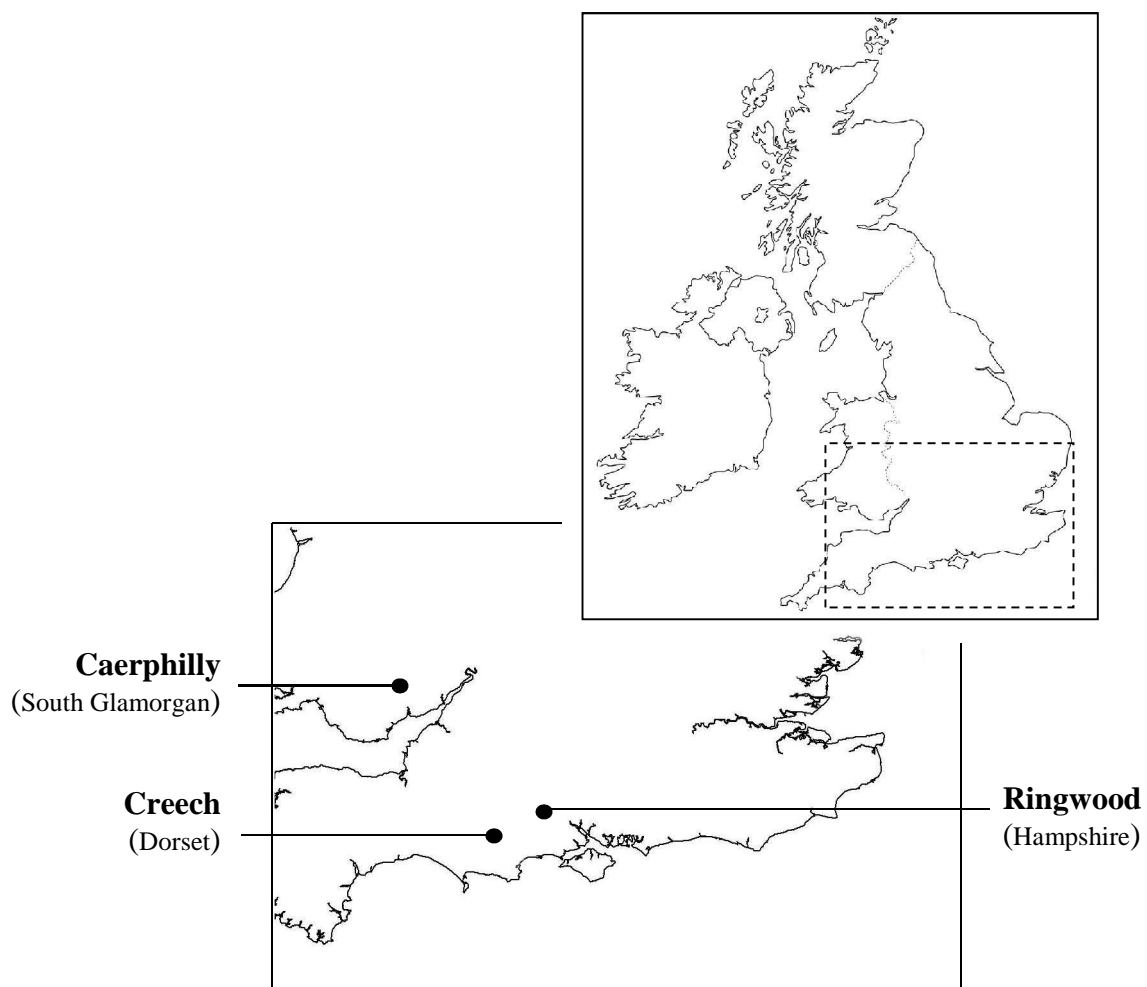 Caerphilly
(South Glamorgan)
Creech
(Dorset)
Ringwood
(Hampshire)